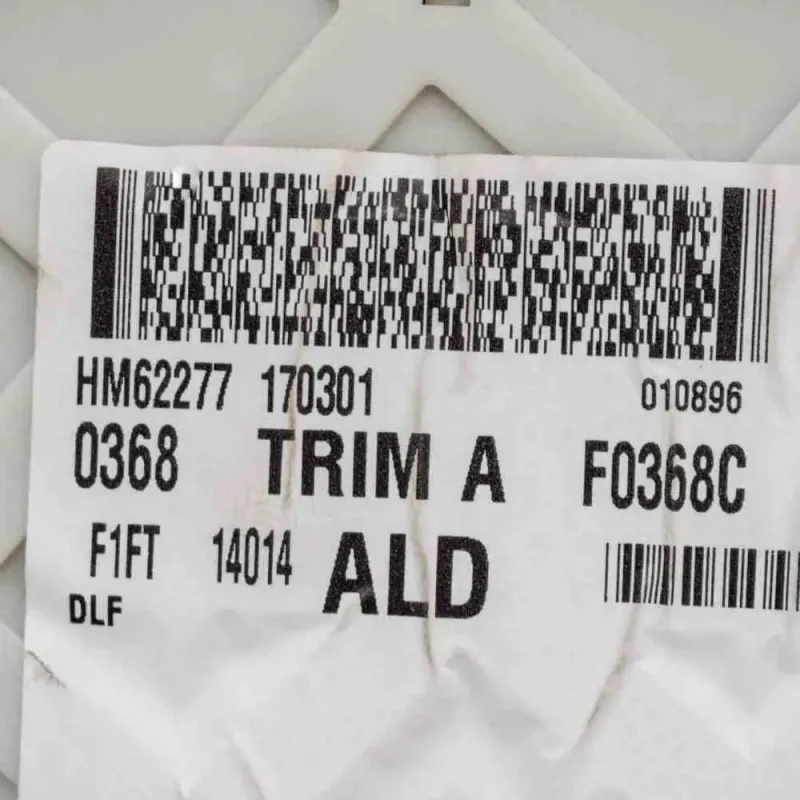 HM62277 170301 010896
0368 TRIM A F0368C
F1FT 14014 ALD
DLF